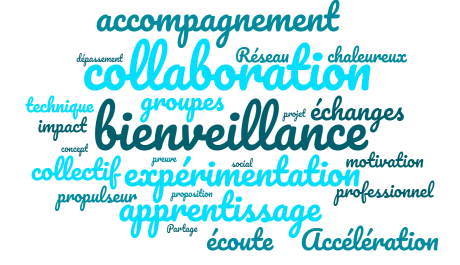 accompagnement
dépassement Réseau chaleureux
collaboration
technique groupes
projet échanges
impact bienveillance
concept preuve social motivation
collectif expérimentation
propulseur proposition professionnel
apprentissage
Partage
écoute Accélération